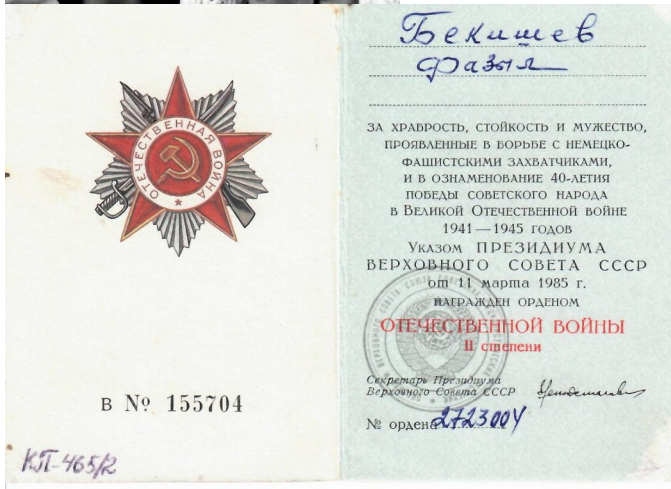 ОТЕЧЕСТВЕННАЯ ВОЙНА
В № 155704
КП-465/2
Бекишев
Фазыл
ЗА ХРАБРОСТЬ, СТОЙКОСТЬ И МУЖЕСТВО,
ПРОЯВЛЕННЫЕ В БОРЬБЕ С НЕМЕЦКО-
ФАШИСТСКИМИ ЗАХВАТЧИКАМИ,
И В ОЗНАМЕНОВАНИЕ 40-ЛЕТИЯ
ПОБЕДЫ СОВЕТСКОГО НАРОДА
В ВЕЛИКОЙ ОТЕЧЕСТВЕННОЙ ВОЙНЕ
1941—1945 ГОДОВ
УКАЗОМ ПРЕЗИДИУМА
ВЕРХОВНОГО СОВЕТА СССР
от 11 марта 1985 г.
НАГРАЖДЕН ОРДЕНОМ
ОТЕЧЕСТВЕННОЙ ВОЙНЫ
II степени
Секретарь Президиума
Верховного Совета СССР
№ ордена 2723004